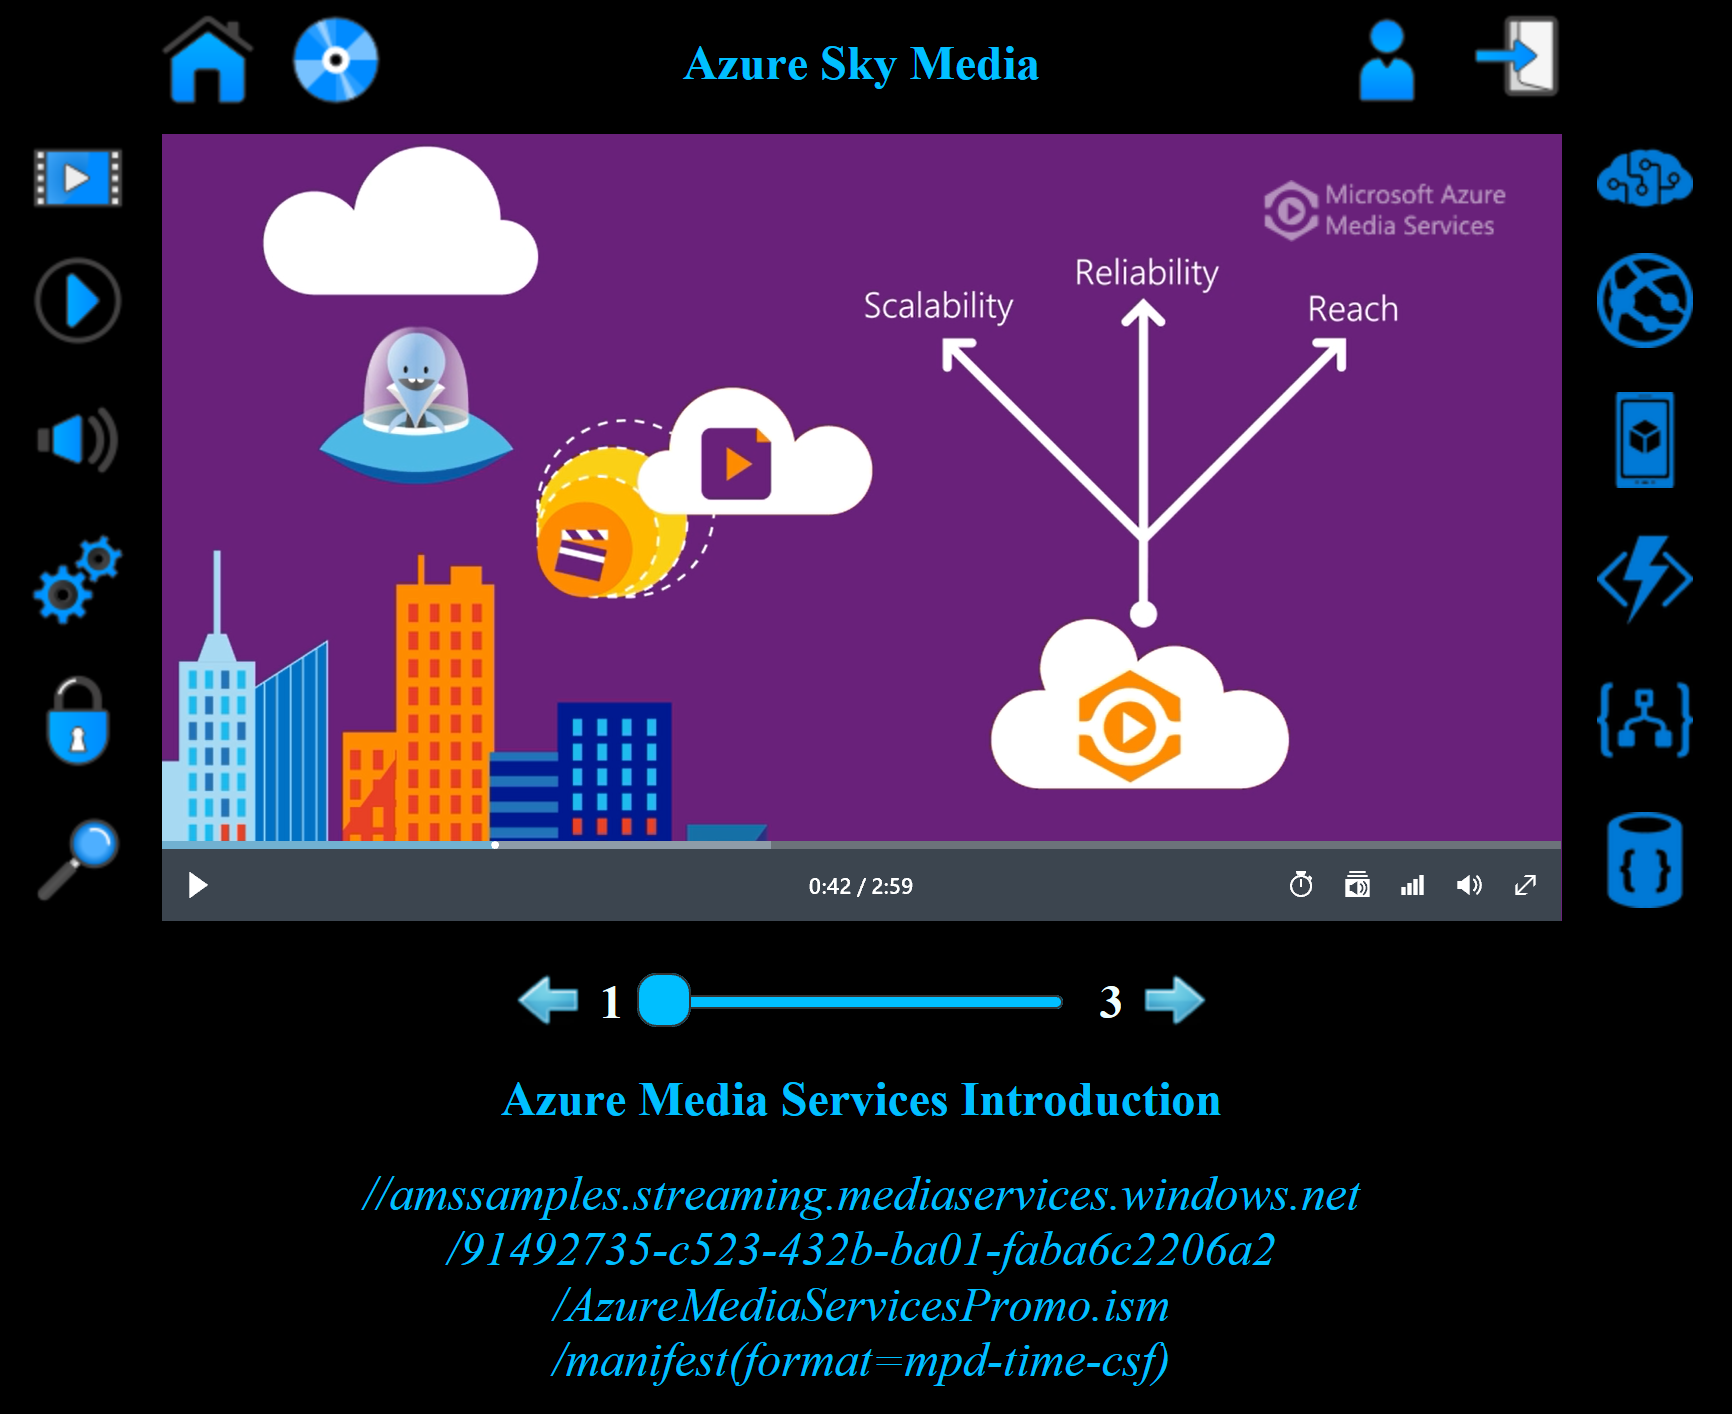 Azure Sky Media
Microsoft Azure
Media Services
Reliability
Scalability
Reach
0:42 / 2:59
1
3
Azure Media Services Introduction
//amssamples.streaming.mediaservices.windows.net
/91492735-c523-432b-ba01-faba6c2206a2
/AzureMediaServicesPromo.ism
/manifest(format=mpd-time-csf)